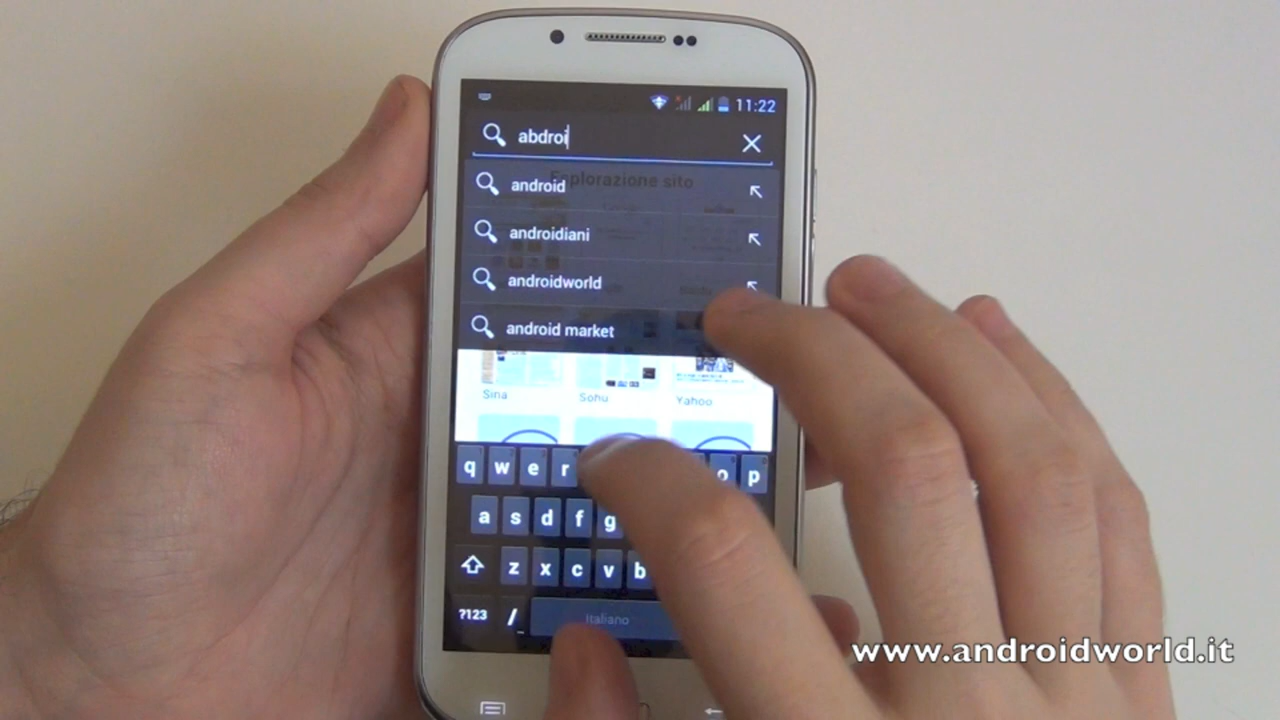 11:22
abdroi
Esplorazione sito
android
androidiani
androidworld
android market
Sina Sohu Yahoo
q w e r o p
a s d f g
z x c v b
?123 / Italiano
www.androidworld.it